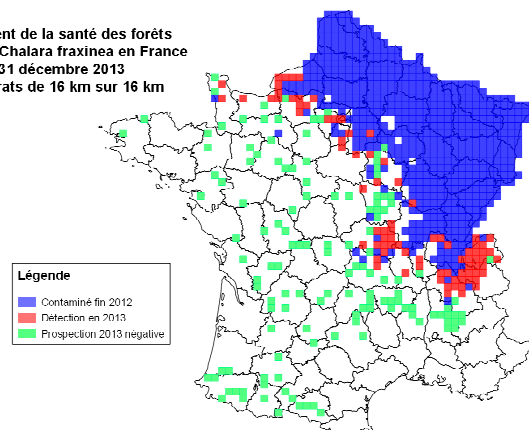 ent de la santé des forêts
Chalara fraxinea en France
31 décembre 2013
rats de 16 km sur 16 km
Légende
Contaminé fin 2012
Détection en 2013
Prospection 2013 négative